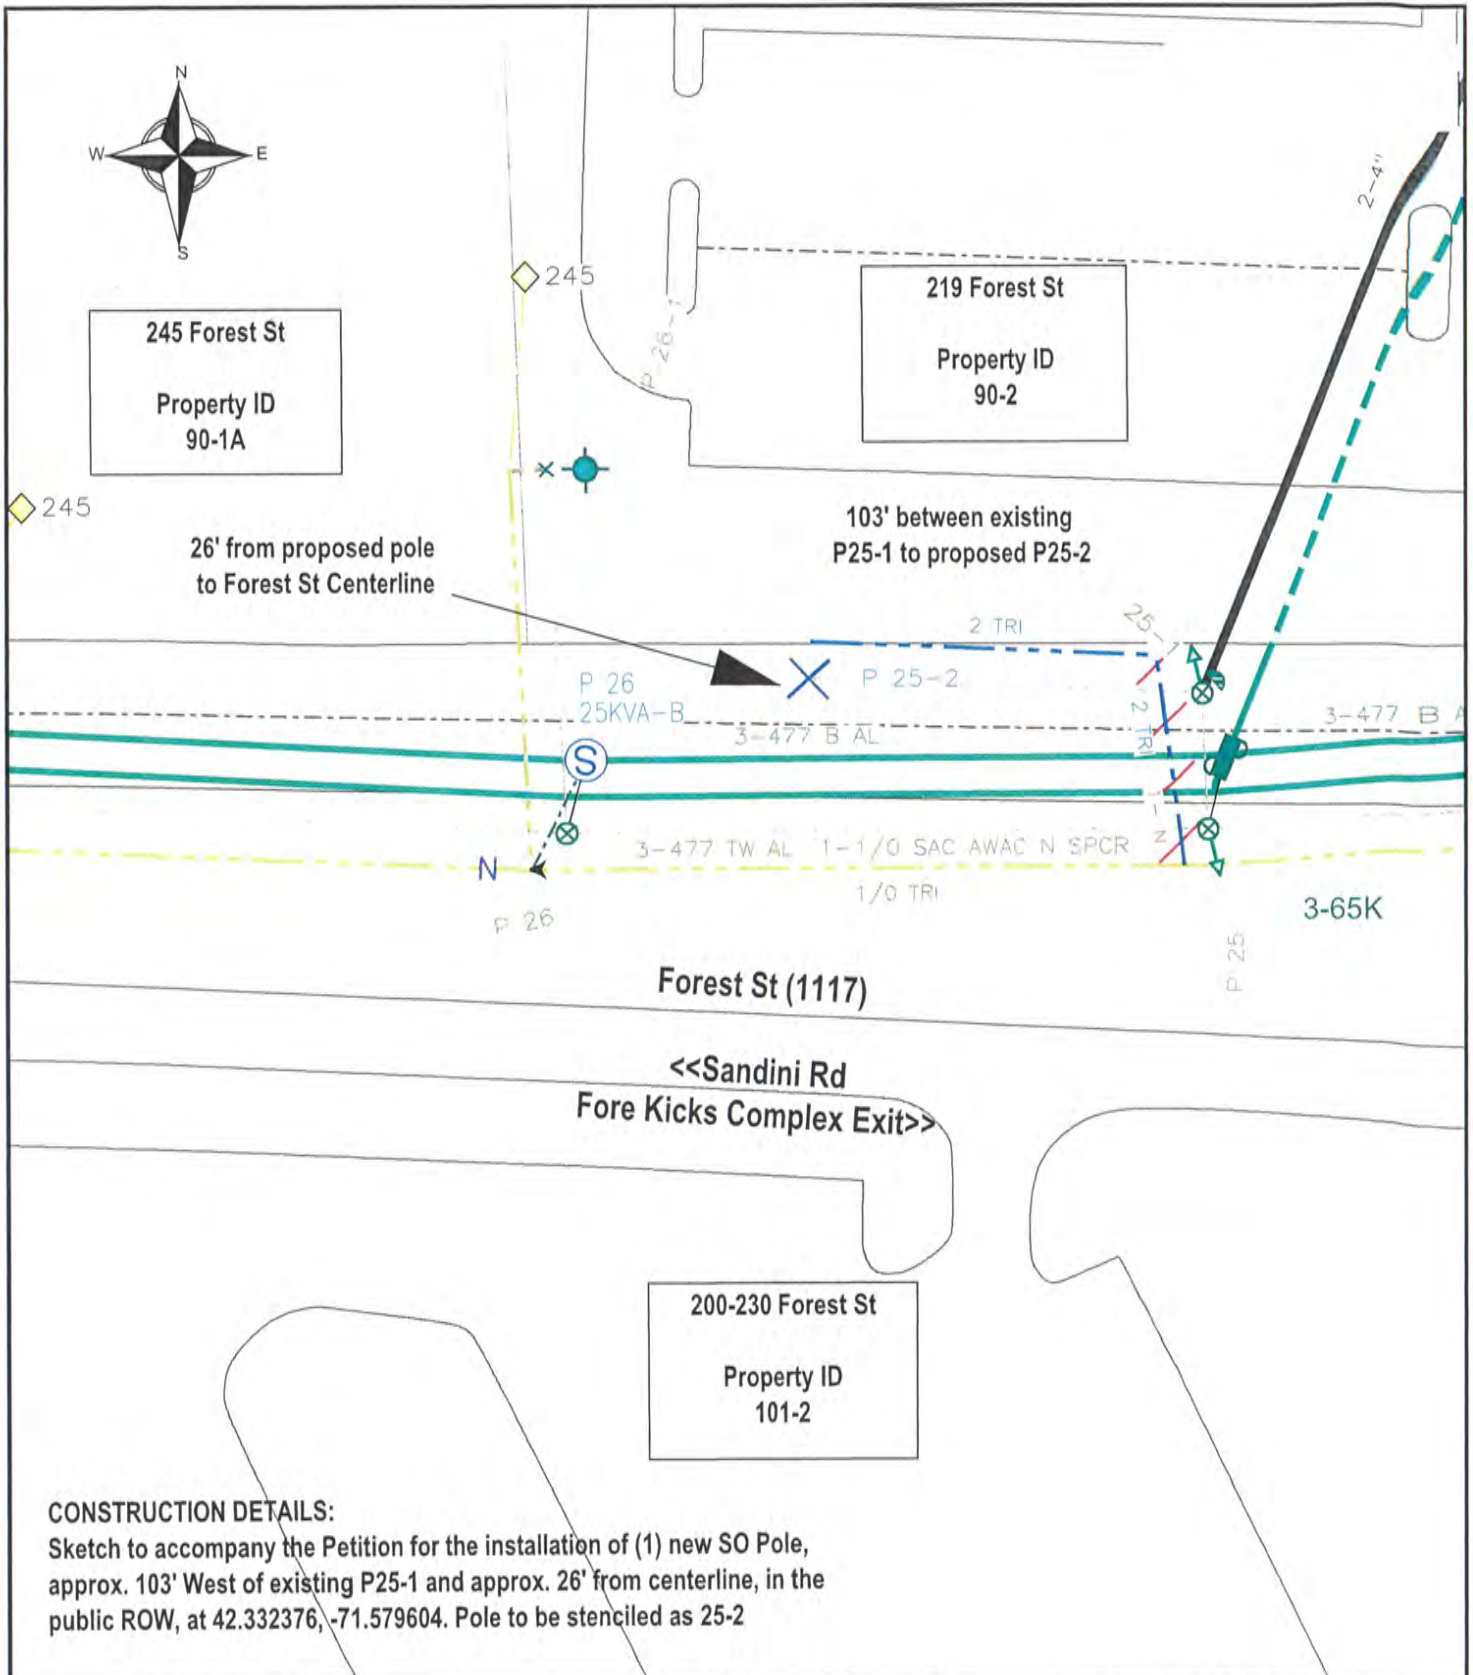 N
W
E
S
2-4"
245
219 Forest St
Property ID
90-2
245 Forest St
Property ID
90-1A
P 26-1
245
26' from proposed pole
to Forest St Centerline
103' between existing
P25-1 to proposed P25-2
25-1
2 TRI
P 25-2
P 26
25KVA-B
2 TRI
3-477 B AL
3-477 B A
S
N
3-477 TW AL 1-1/0 SAC AWAC N SPCR
1/0 TRI
3-65K
P 26
P 25
Forest St (1117)
<<Sandini Rd
Fore Kicks Complex Exit>>
200-230 Forest St
Property ID
101-2
CONSTRUCTION DETAILS:
Sketch to accompany the Petition for the installation of (1) new SO Pole,
approx. 103' West of existing P25-1 and approx. 26' from centerline, in the
public ROW, at 42.332376, -71.579604. Pole to be stenciled as 25-2